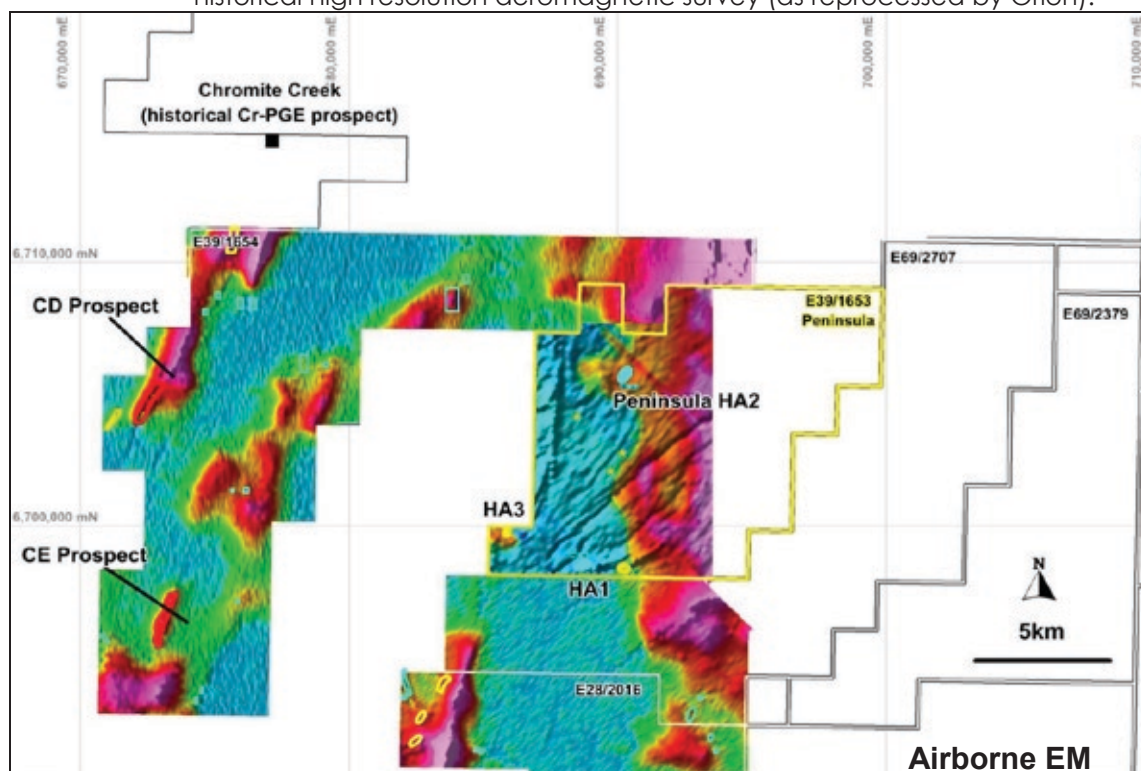 historical high resolution aeromagnetic survey (as reprocessed by Orion).
670,000 mE
680,000 mE
690,000 mE
700,000 mE
710,000 mE
Chromite Creek
(historical Cr-PGE prospect)
E39/1654
6,710,000 mN
E69/2707
CD Prospect
E39/1653
Peninsula
E69/2379
Peninsula HA2
HA3
6,700,000 mN
CE Prospect
HA1
N
5km
E28/2016
Airborne EM